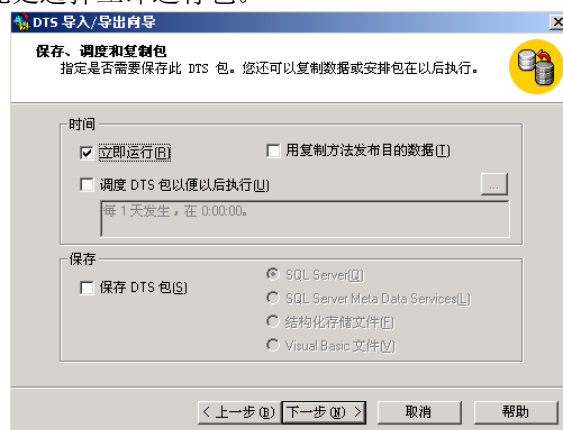 DTS 导入/导出向导
保存、调度和复制包
指定是否需要保存此 DTS 包。您还可以复制数据或安排包在以后执行。
时间
立即运行(R)
用复制方法发布目的数据(I)
调度 DTS 包以便以后执行(U)
...
每 1 天发生，在 0:00:00。
保存
保存 DTS 包(S)
SQL Server(Q)
SQL Server Meta Data Services(L)
结构化存储文件(F)
Visual Basic 文件(V)
< 上一步(B)
下一步(N) >
取消
帮助